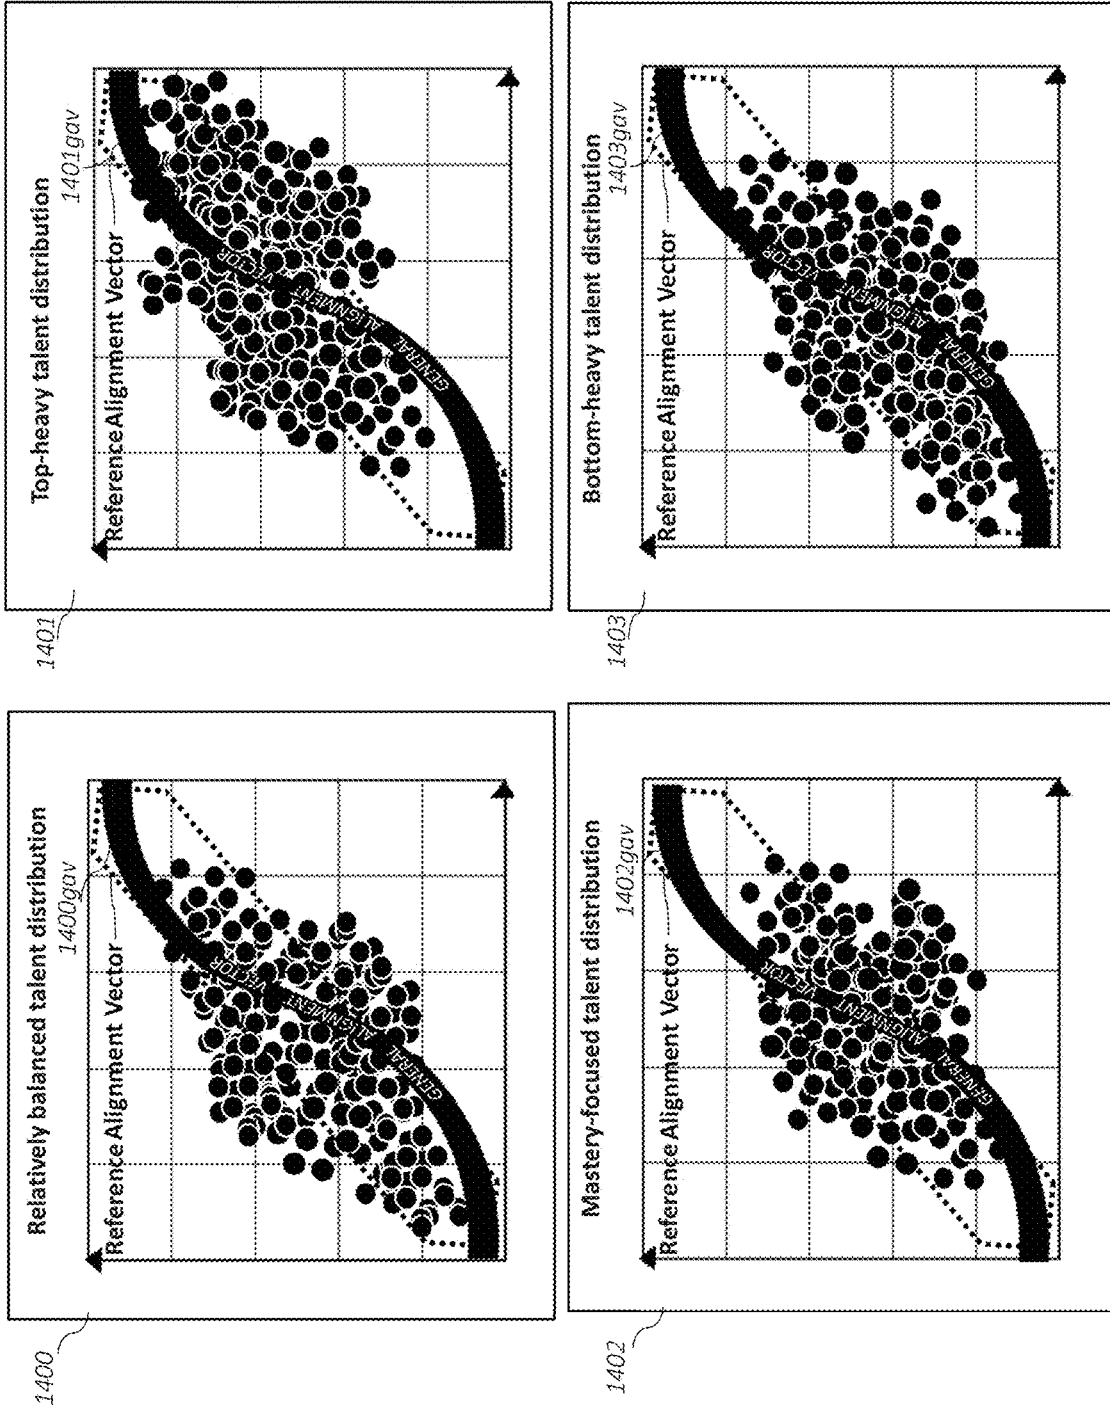 1400
Relatively balanced talent distribution
1400gav
Reference Alignment Vector
GENERAL ALIGNMENT VECTOR
1401
Top-heavy talent distribution
1401gav
Reference Alignment Vector
GENERAL ALIGNMENT VECTOR
1402
Mastery-focused talent distribution
1402gav
Reference Alignment Vector
GENERAL ALIGNMENT VECTOR
1403
Bottom-heavy talent distribution
1403gav
Reference Alignment Vector
GENERAL ALIGNMENT VECTOR